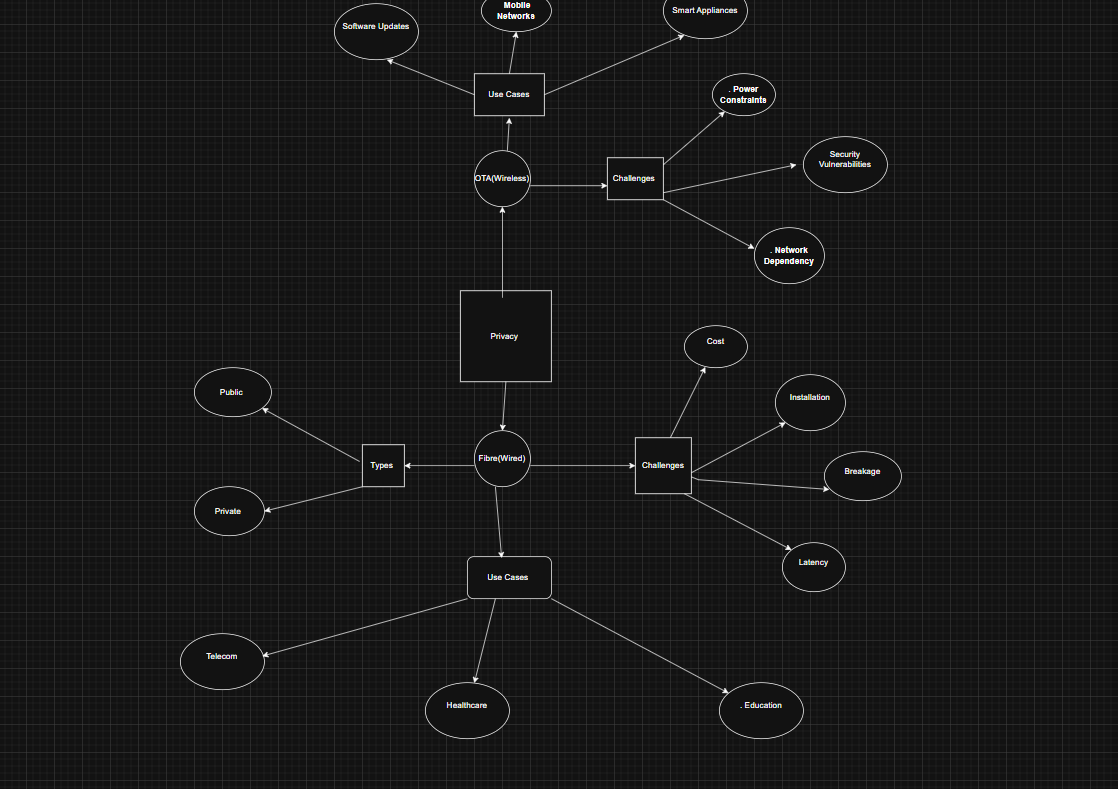 Mobile
Networks
Smart Appliances
Software Updates
Use Cases
. Power
Constraints
Security
Vulnerabilities
OTA(Wireless)
Challenges
. Network
Dependency
Privacy
Cost
Public
Installation
Fibre(Wired)
Types
Challenges
Breakage
Private
Latency
Use Cases
Telecom
Healthcare
. Education